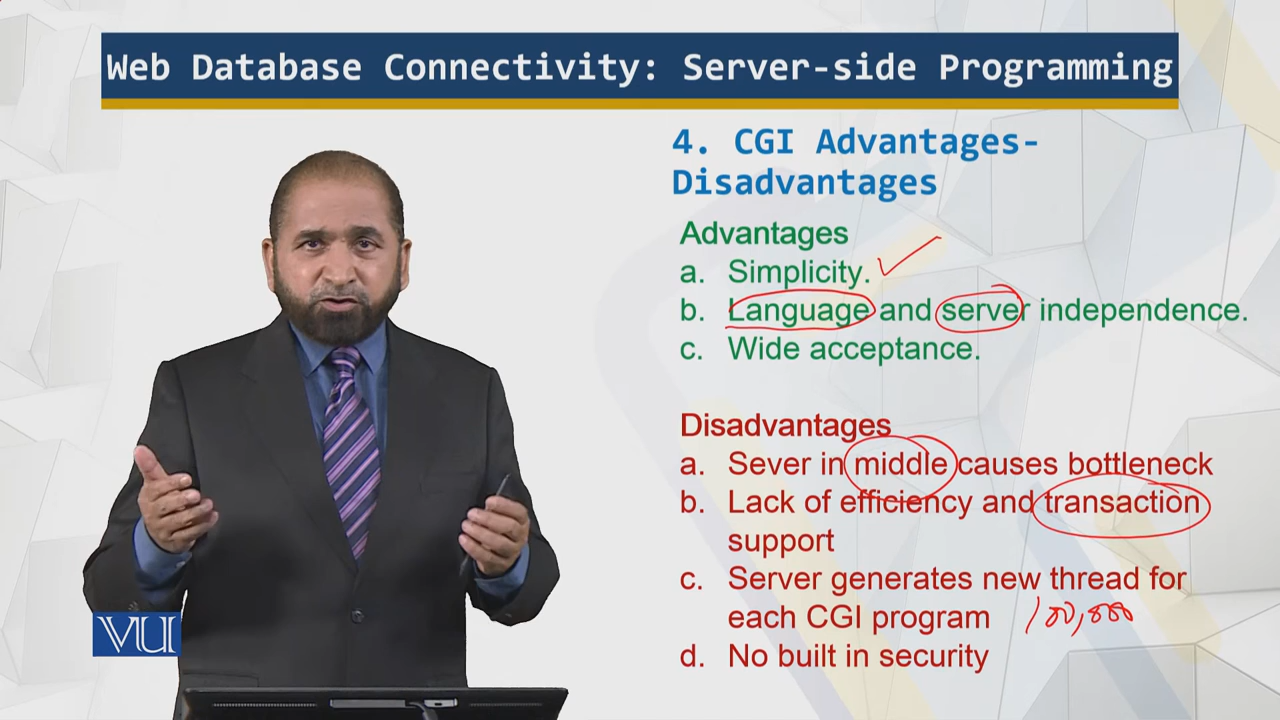 Web Database Connectivity: Server-side Programming
4. CGI Advantages-
Disadvantages
Advantages
a. Simplicity.
b. Language and server independence.
c. Wide acceptance.
Disadvantages
a. Sever in middle causes bottleneck
b. Lack of efficiency and transaction
support
c. Server generates new thread for
each CGI program 100,000
d. No built in security
VU